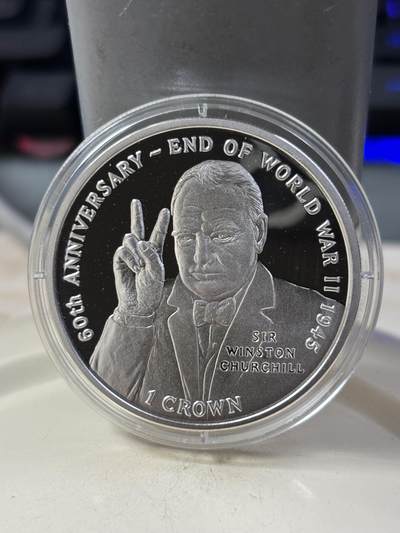 60th ANNIVERSARY – END OF WORLD WAR II 1945
SIR
WINSTON
CHURCHILL
1 CROWN